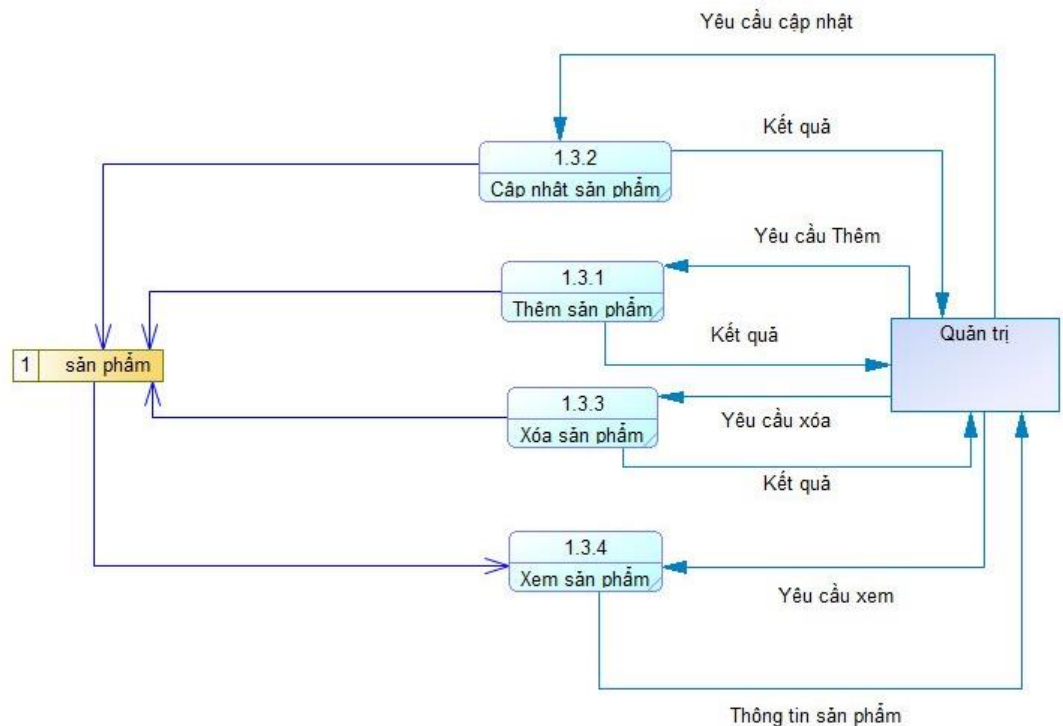 Yêu cầu cập nhật
Kết quả
1.3.2
Câp nhât sản phẩm
Yêu cầu Thêm
1.3.1
Thêm sản phẩm
Kết quả
Quản trị
1
sản phẩm
1.3.3
Xóa sản phẩm
Yêu cầu xóa
Kết quả
1.3.4
Xem sản phẩm
Yêu cầu xem
Thông tin sản phẩm